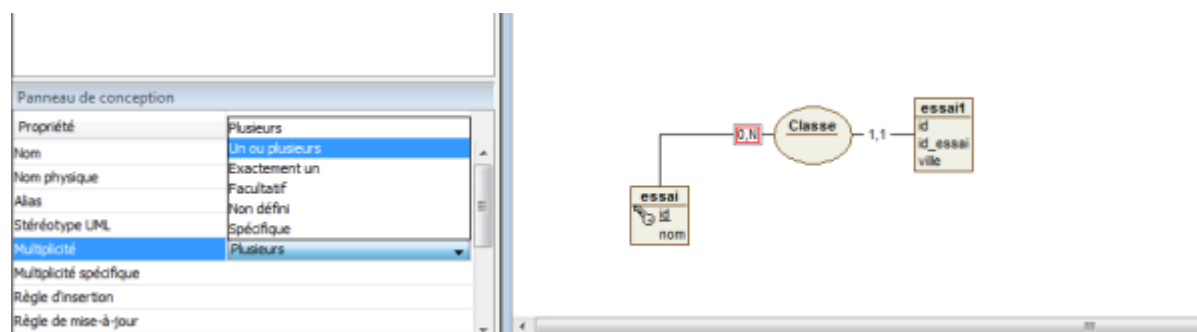 Panneau de conception
Propriété
Plusieurs
Nom
Un ou plusieurs
Exactement un
Nom physique
Facultatif
Alias
Non défini
Stéréotype UML
Spécifique
Multiplicité
Plusieurs
Multiplicité spécifique
Règle d'insertion
Règle de mise-à-jour
0,N
Classe
1,1
essai1
id
id_essai
ville
essai
id
nom